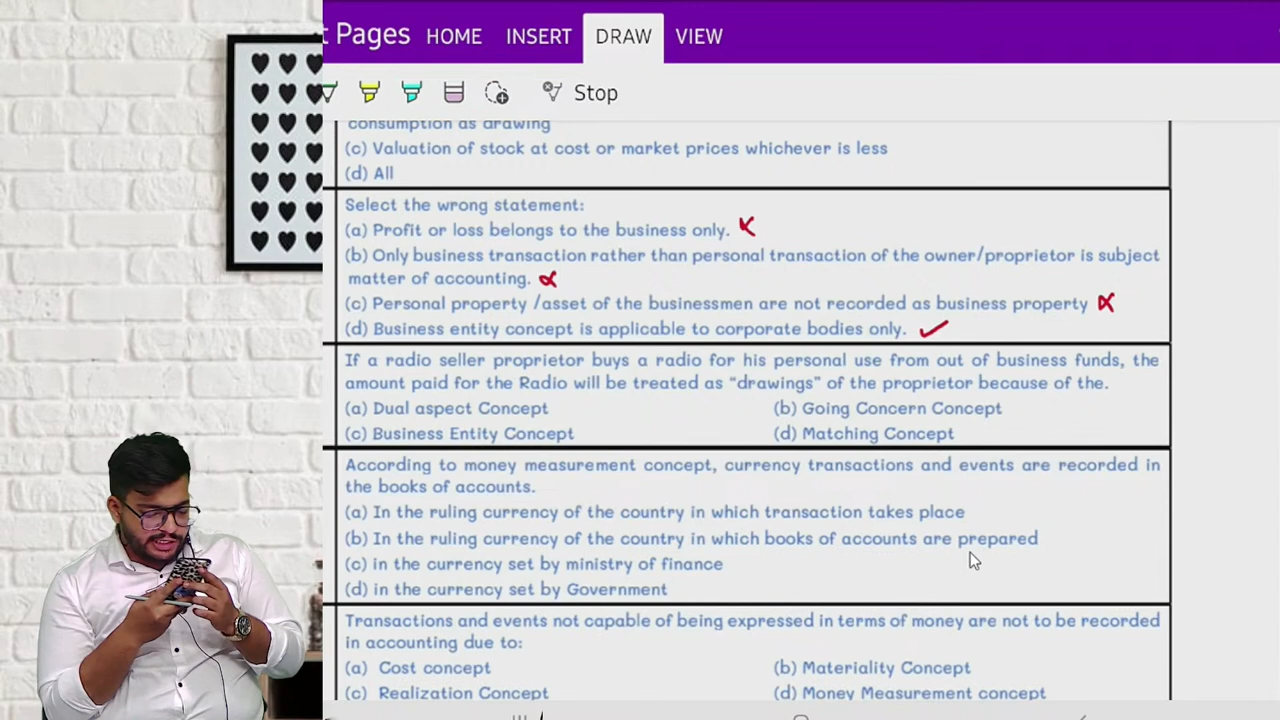 t Pages HOME INSERT DRAW VIEW
Stop
consumption as drawing
(c) Valuation of stock at cost or market prices whichever is less
(d) All
Select the wrong statement:
(a) Profit or loss belongs to the business only.
(b) Only business transaction rather than personal transaction of the owner/proprietor is subject
matter of accounting.
(c) Personal property /asset of the businessmen are not recorded as business property
(d) Business entity concept is applicable to corporate bodies only.
If a radio seller proprietor buys a radio for his personal use from out of business funds, the
amount paid for the Radio will be treated as “drawings” of the proprietor because of the.
(a) Dual aspect Concept (b) Going Concern Concept
(c) Business Entity Concept (d) Matching Concept
According to money measurement concept, currency transactions and events are recorded in
the books of accounts.
(a) In the ruling currency of the country in which transaction takes place
(b) In the ruling currency of the country in which books of accounts are prepared
(c) in the currency set by ministry of finance
(d) in the currency set by Government
Transactions and events not capable of being expressed in terms of money are not to be recorded
in accounting due to:
(a) Cost concept (b) Materiality Concept
(c) Realization Concept (d) Money Measurement concept